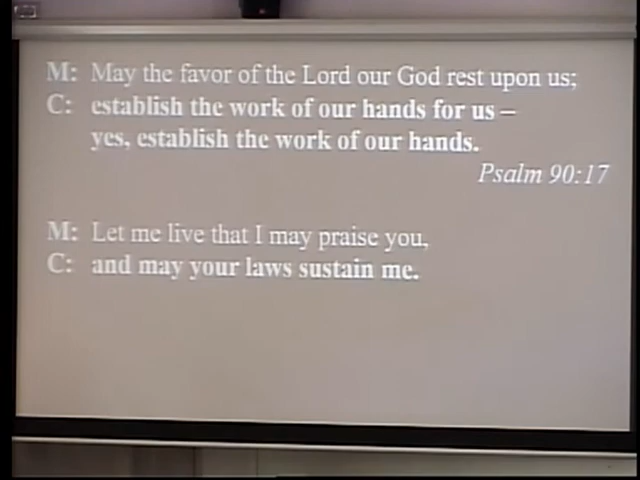 M: May the favor of the Lord our God rest upon us;
C: establish the work of our hands for us –
yes, establish the work of our hands.
Psalm 90:17
M: Let me live that I may praise you,
C: and may your laws sustain me.